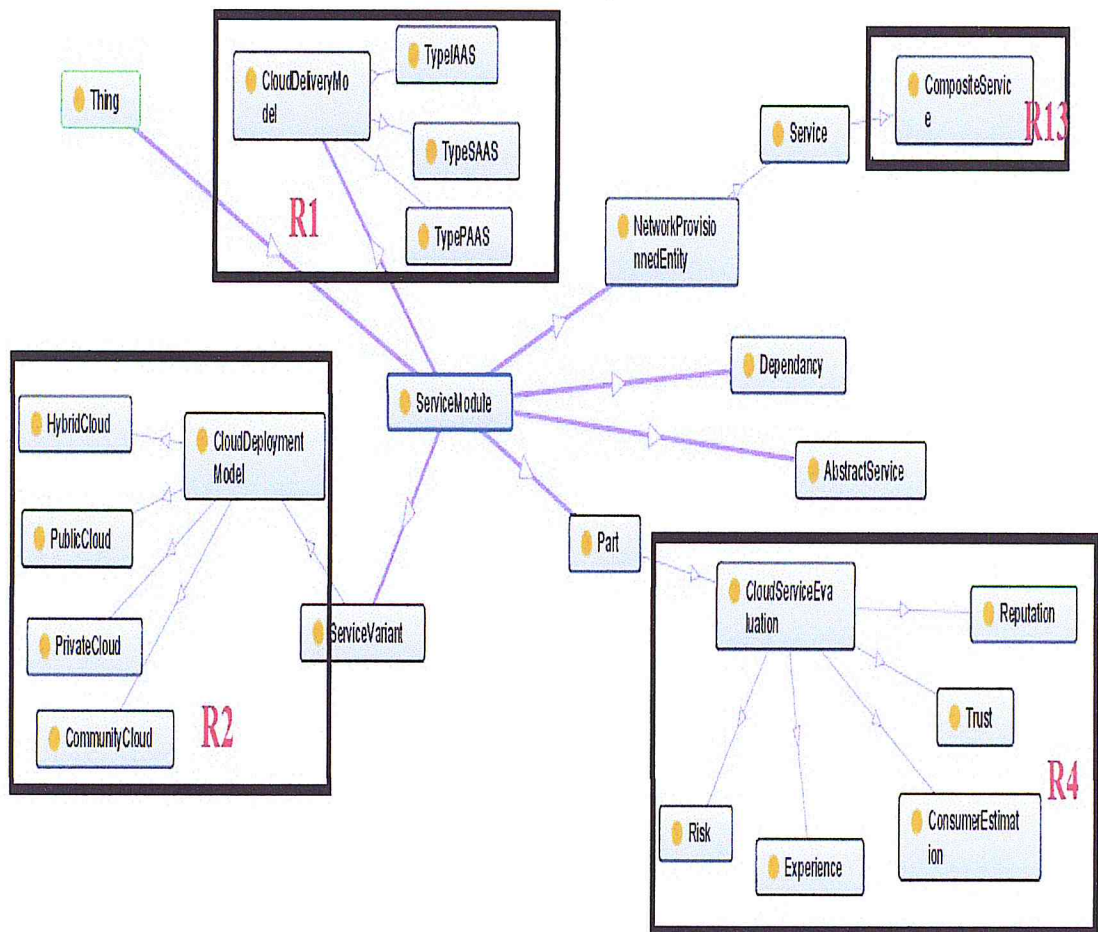 Thing
CloudDeliveryMo
del
TypeIAAS
TypeSAAS
TypePAAS
R1
Service
CompositeServic
e
R13
NetworkProvisio
nnedEntity
ServiceModule
Dependancy
AbstractService
HybridCloud
CloudDeployment
Model
PublicCloud
PrivateCloud
CommunityCloud
R2
ServiceVariant
Part
CloudServiceEva
luation
Reputation
Trust
R4
ConsumerEstimat
ion
Risk
Experience